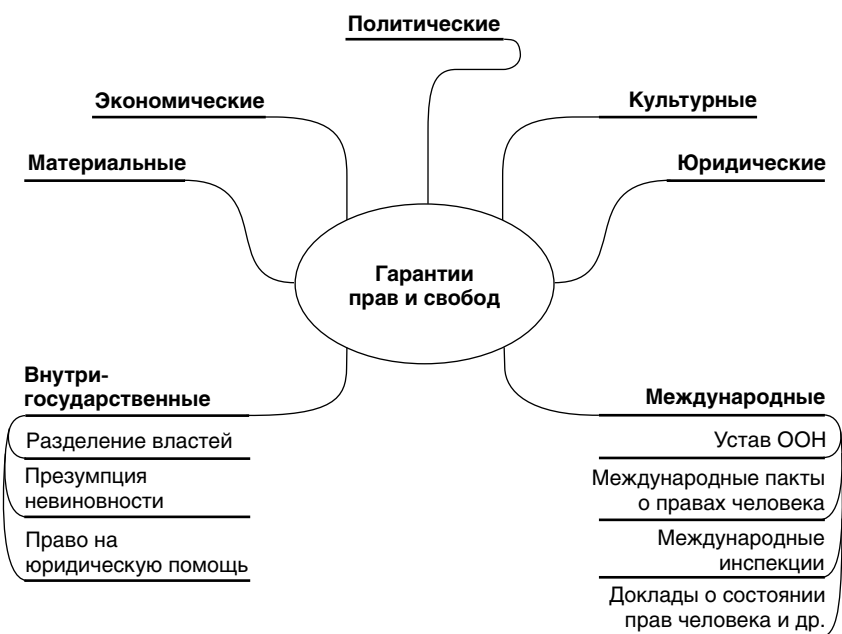 Политические
Экономические
Культурные
Материальные
Юридические
Гарантии
прав и свобод
Внутри-
государственные
Разделение властей
Презумпция
невиновности
Право на
юридическую помощь
Международные
Устав ООН
Международные пакты
о правах человека
Международные
инспекции
Доклады о состоянии
прав человека и др.